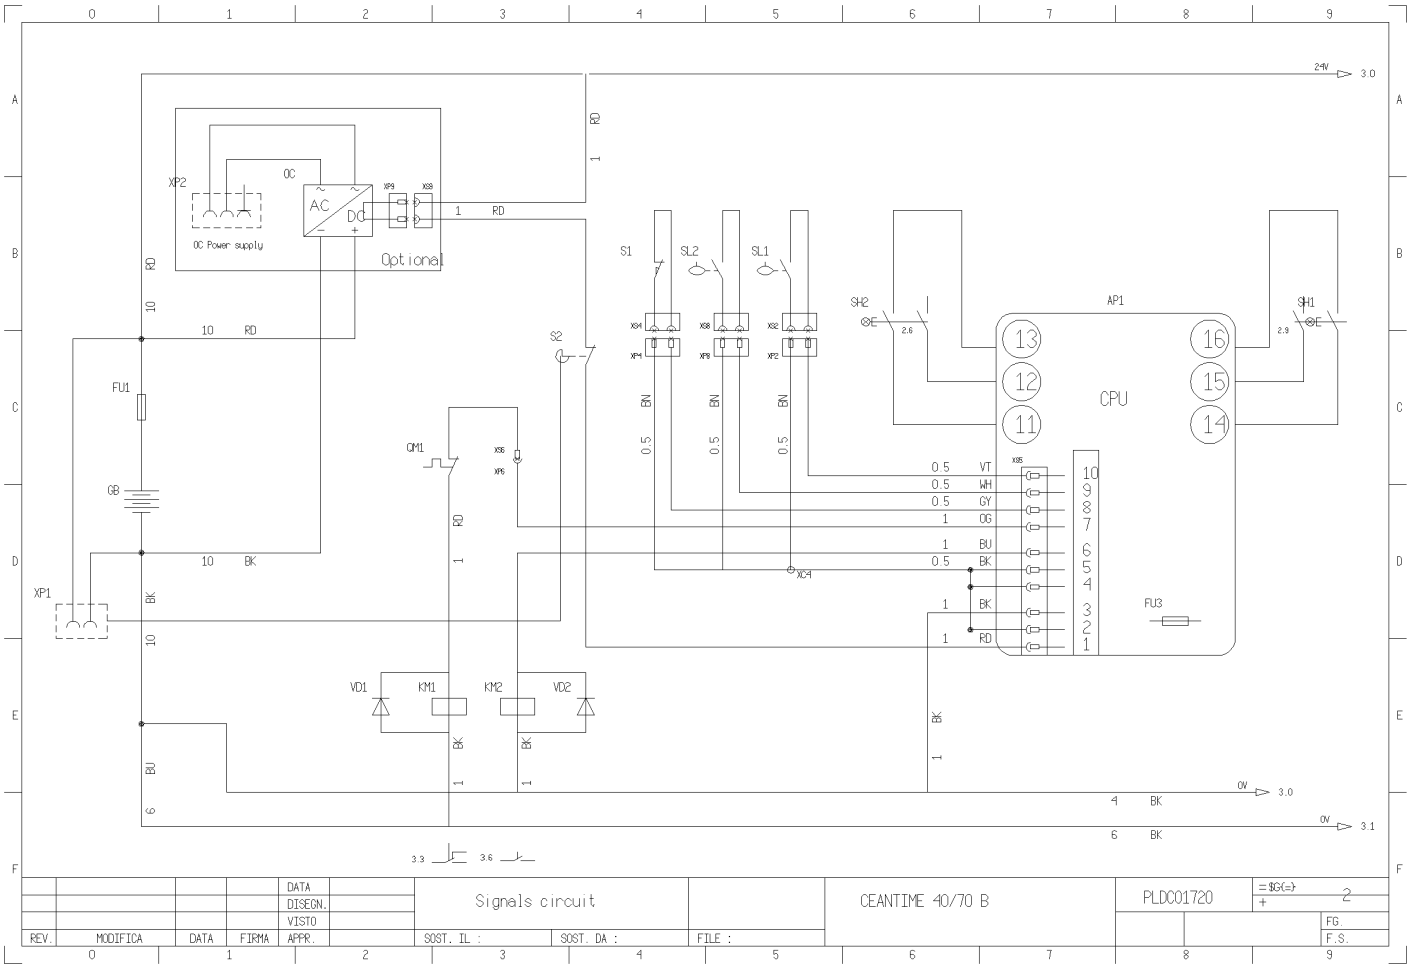 0 1 2 3 4 5 6 7 8 9
24V 3.0
A A
RD
1
XP2
OC
XP9 XS9
AC
DC
~ ~
− +
1 RD
OC Power supply
Optional
B B
RD
10
S1 SL2 SL1
SH2 2.6
AP1
SH1 2.9
E E
XS4 XS8 XS2
XP4 XP8 XP2
10 RD
S2
13 16
12 15
11 14
CPU
FU1
C C
BN BN BN
0.5 0.5 0.5
QM1
XS6
XP6
XS5
GB
0.5 VT 10
0.5 WH 9
0.5 GY 8
1 OG 7
1 BU 6
0.5 BK 5
4
1 BK 3
2
1 RD 1
RD
1
D D
10 BK
XC4
XP1
BK
10
FU3
VD1 KM1 KM2 VD2
E E
BK BK BK
1 1 1
BU
6
0V 3.0
4 BK
0V 3.1
6 BK
3.3 3.6
F F
DATA
DISEGN.
VISTO
REV. MODIFICA DATA FIRMA APPR.
Signals circuit
SOST. IL : SOST. DA : FILE :
CEANTIME 40/70 B
PLDC01720
=$G(=)
+
2
FG.
F.S.
0 1 2 3 4 5 6 7 8 9